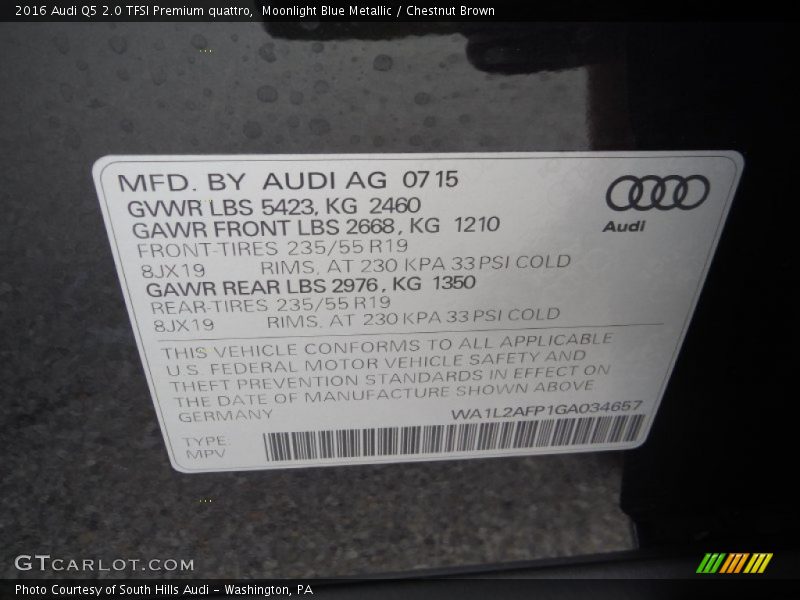 2016 Audi Q5 2.0 TFSI Premium quattro, Moonlight Blue Metallic / Chestnut Brown
MFD. BY AUDI AG 07 15
GVWR LBS 5423, KG 2460
GAWR FRONT LBS 2668, KG 1210
FRONT-TIRES 235/55 R19
8JX19 RIMS, AT 230 KPA 33 PSI COLD
GAWR REAR LBS 2976, KG 1350
REAR-TIRES 235/55 R19
8JX19 RIMS, AT 230 KPA 33 PSI COLD
Audi
THIS VEHICLE CONFORMS TO ALL APPLICABLE
U.S. FEDERAL MOTOR VEHICLE SAFETY AND
THEFT PREVENTION STANDARDS IN EFFECT ON
THE DATE OF MANUFACTURE SHOWN ABOVE
GERMANY WA1L2AFP1GA034657
TYPE:
MPV
GTCARLOT.COM
Photo Courtesy of South Hills Audi - Washington, PA